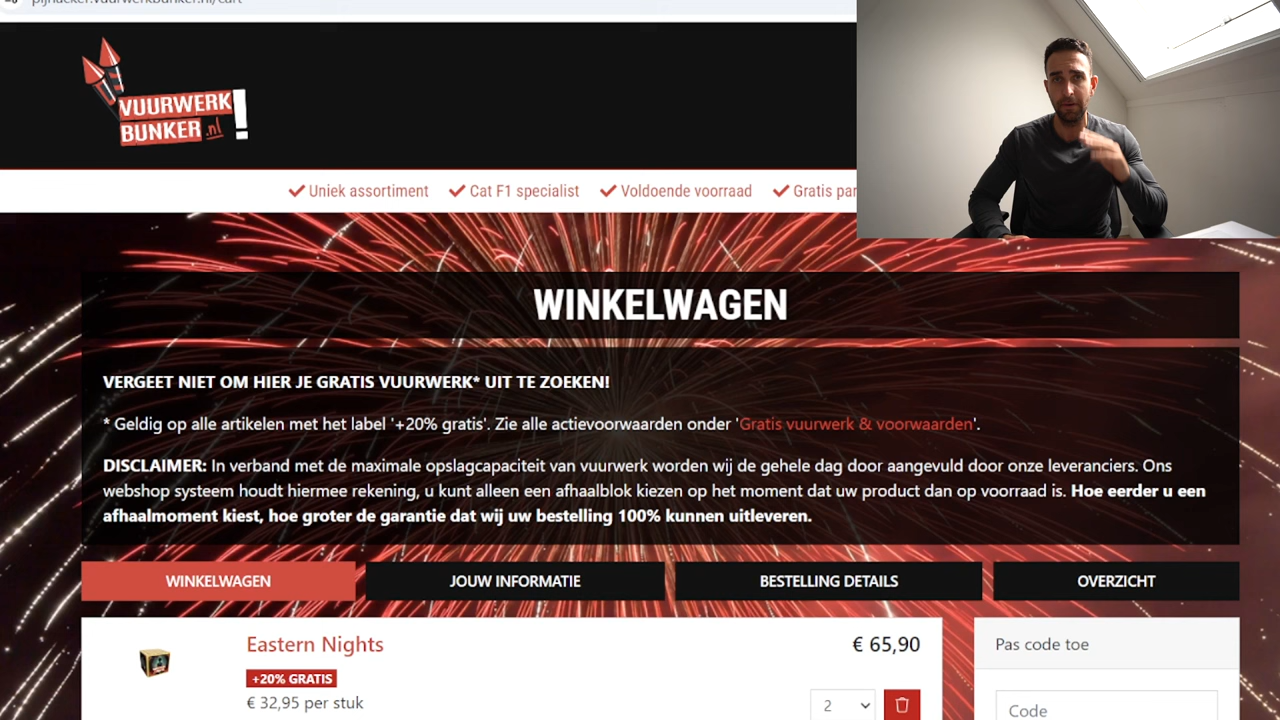 pijnacker.vuurwerkbunker.nl/cart
VUURWERK
BUNKER.nl!
Uniek assortiment
Cat F1 specialist
Voldoende voorraad
Gratis par
WINKELWAGEN
VERGEET NIET OM HIER JE GRATIS VUURWERK* UIT TE ZOEKEN!
* Geldig op alle artikelen met het label '+20% gratis'. Zie alle actievoorwaarden onder 'Gratis vuurwerk & voorwaarden'.
DISCLAIMER: In verband met de maximale opslagcapaciteit van vuurwerk worden wij de gehele dag door aangevuld door onze leveranciers. Ons
webshop systeem houdt hiermee rekening, u kunt alleen een afhaalblok kiezen op het moment dat uw product dan op voorraad is. Hoe eerder u een
afhaalmoment kiest, hoe groter de garantie dat wij uw bestelling 100% kunnen uitleveren.
WINKELWAGEN
JOUW INFORMATIE
BESTELLING DETAILS
OVERZICHT
Eastern Nights
€ 65,90
+20% GRATIS
€ 32,95 per stuk
2
Pas code toe
Code